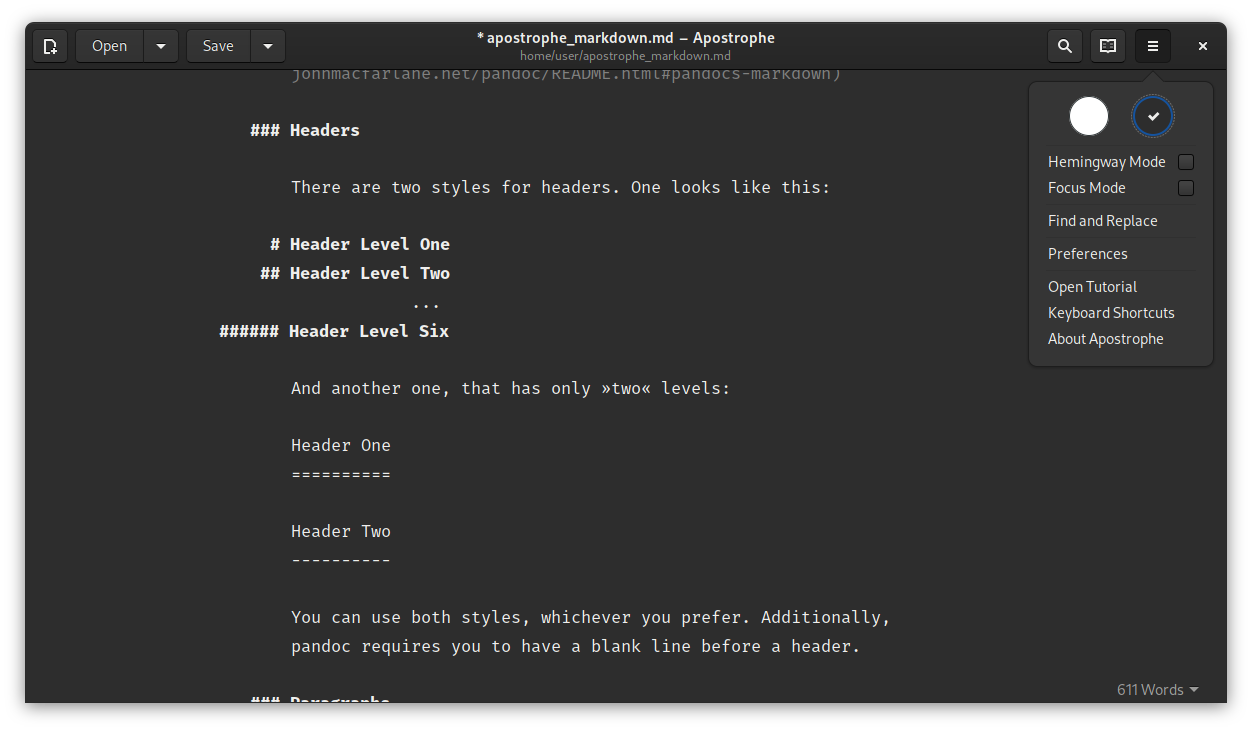 Open
Save
* apostrophe_markdown.md – Apostrophe
home/user/apostrophe_markdown.md
johnmacfarlane.net/pandoc/README.html#pandocs-markdown)
### Headers
There are two styles for headers. One looks like this:
# Header Level One
## Header Level Two
...
###### Header Level Six
And another one, that has only »two« levels:
Header One
==========
Header Two
----------
You can use both styles, whichever you prefer. Additionally,
pandoc requires you to have a blank line before a header.
### Paragraphs
Hemingway Mode
Focus Mode
Find and Replace
Preferences
Open Tutorial
Keyboard Shortcuts
About Apostrophe
611 Words